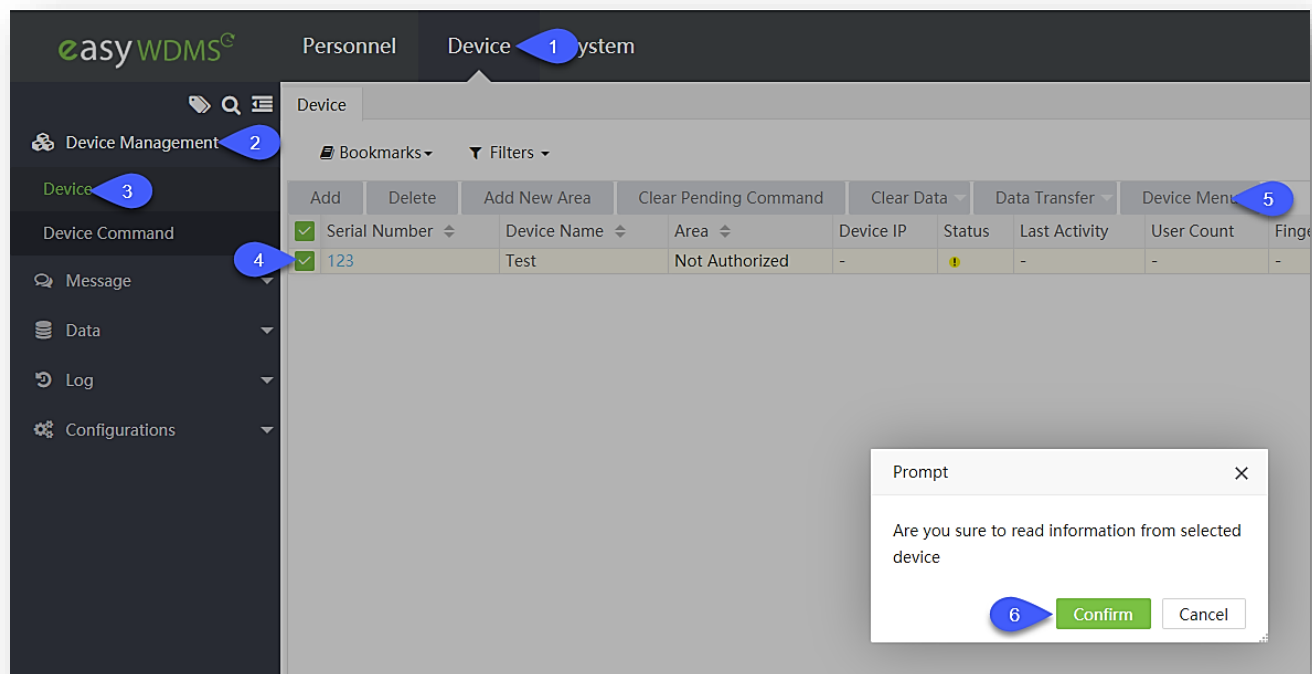 easy WDMS
Personnel Device 1 ystem
Device
Device Management 2
Bookmarks Filters
Device 3
Add Delete Add New Area Clear Pending Command Clear Data Data Transfer Device Menu 5
Device Command
Serial Number Device Name Area Device IP Status Last Activity User Count Finge
4 123 Test Not Authorized - - - -
Message
Data
Log
Configurations
Prompt
Are you sure to read information from selected
device
6 Confirm Cancel